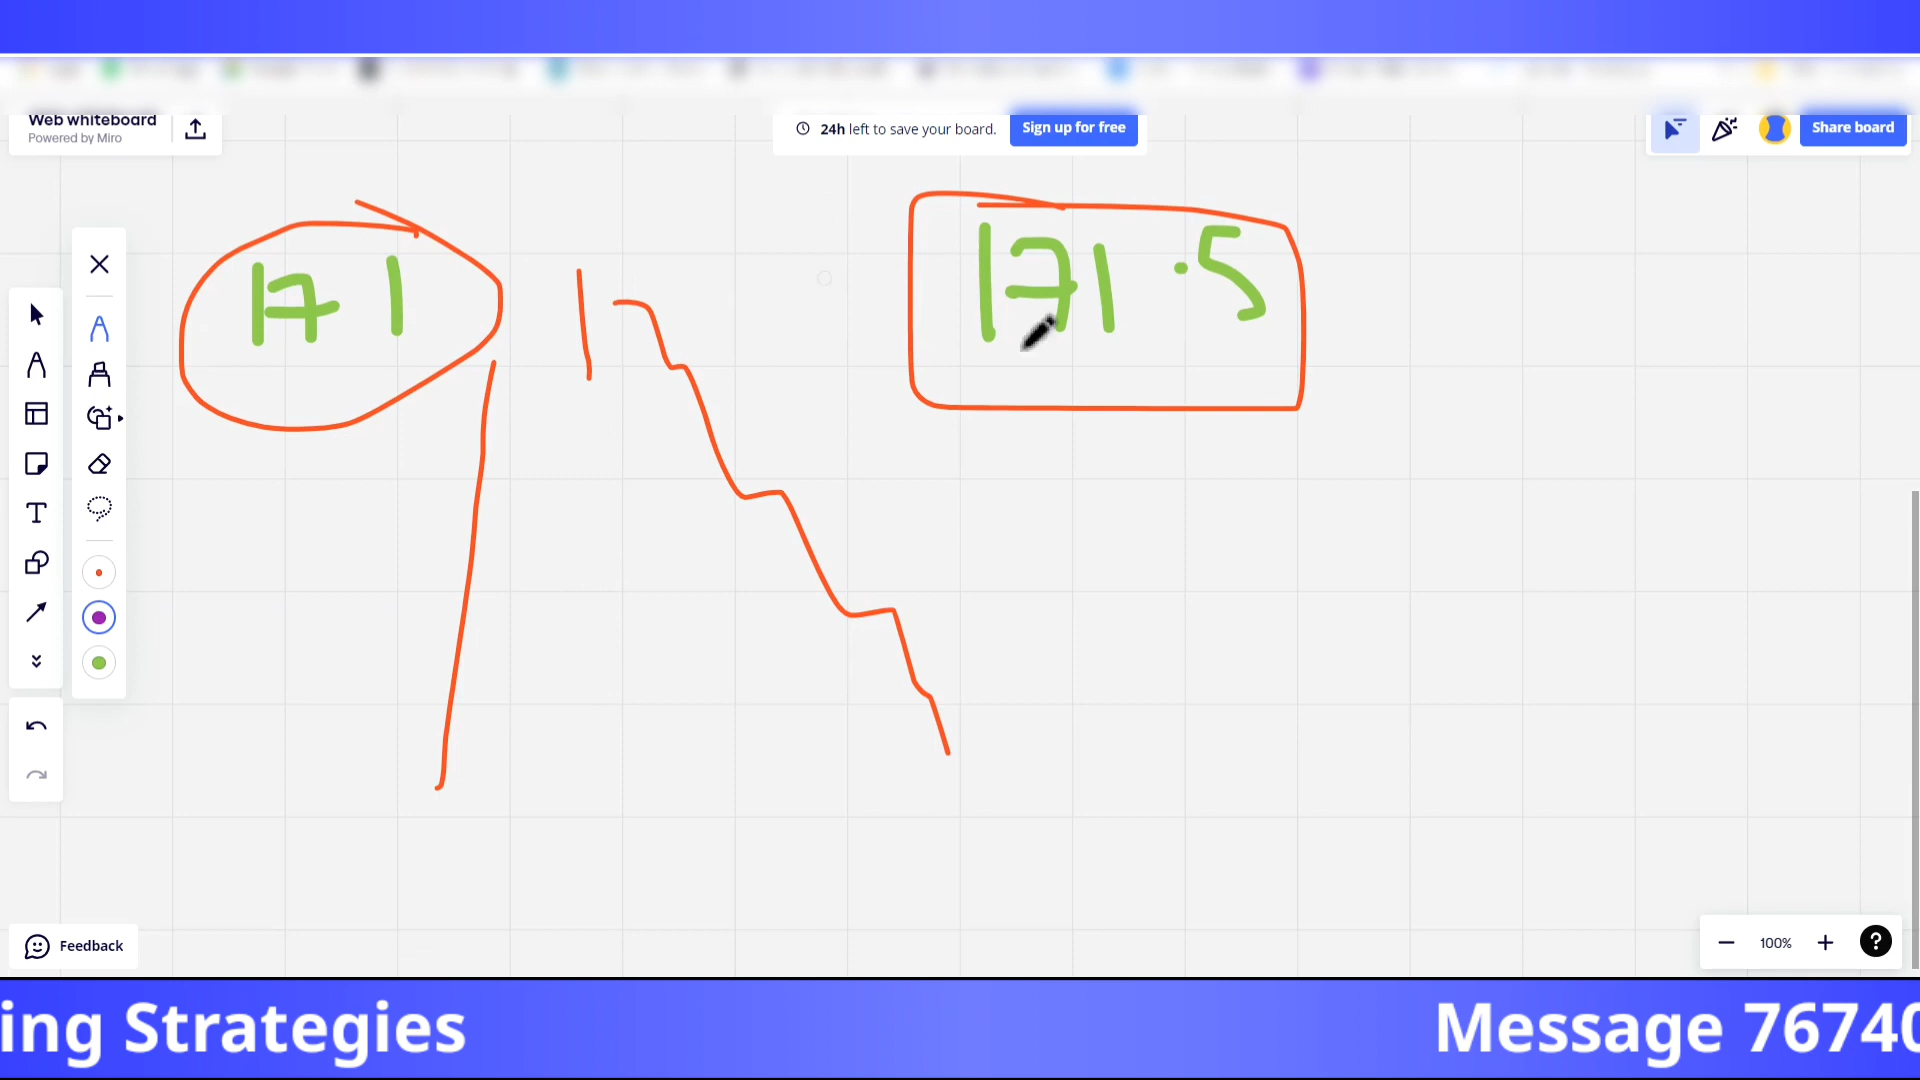 Web whiteboard
Powered by Miro
24h left to save your board.
Sign up for free
Share board
171
171.5
Feedback
100%
ing Strategies
Message 76740